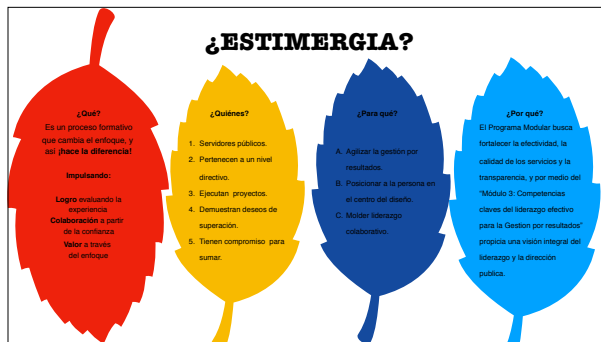 ¿ESTIMERGIA?
¿Qué?
Es un proceso formativo
que cambia el enfoque, y
así ¡hace la diferencia!
Impulsando:
Logro evaluando la
experiencia
Colaboración a partir
de la confianza
Valor a través
del enfoque
¿Quiénes?
1. Servidores públicos.
2. Pertenecen a un nivel
directivo.
3. Ejecutan proyectos.
4. Demuestran deseos de
superación.
5. Tienen compromiso para
sumar.
¿Para qué?
A. Agilizar la gestión por
resultados.
B. Posicionar a la persona en
el centro del diseño.
C. Molder liderazgo
colaborativo.
¿Por qué?
El Programa Modular busca
fortalecer la efectividad, la
calidad de los servicios y la
transparencia, y por medio del
“Módulo 3: Competencias
claves del liderazgo efectivo
para la Gestion por resultados”
propicia una visión integral del
liderazgo y la dirección
publica.